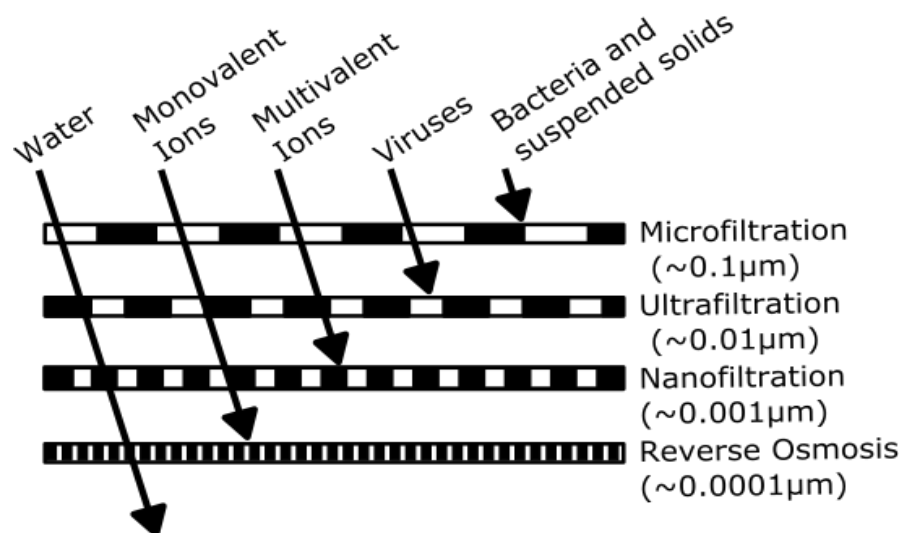 Water
Monovalent
Ions
Multivalent
Ions
Viruses
Bacteria and
suspended solids
Microfiltration
(~0.1µm)
Ultrafiltration
(~0.01µm)
Nanofiltration
(~0.001µm)
Reverse Osmosis
(~0.0001µm)